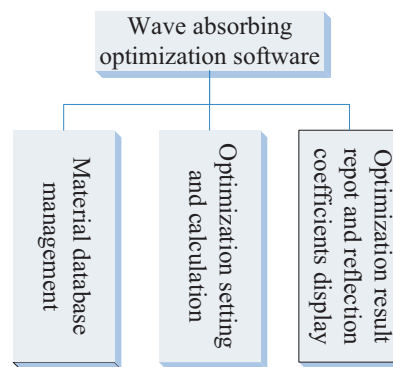 Wave absorbing
optimization software
Material database
management
Optimization setting
and calculation
Optimization result
repot and reflection
coefficients display